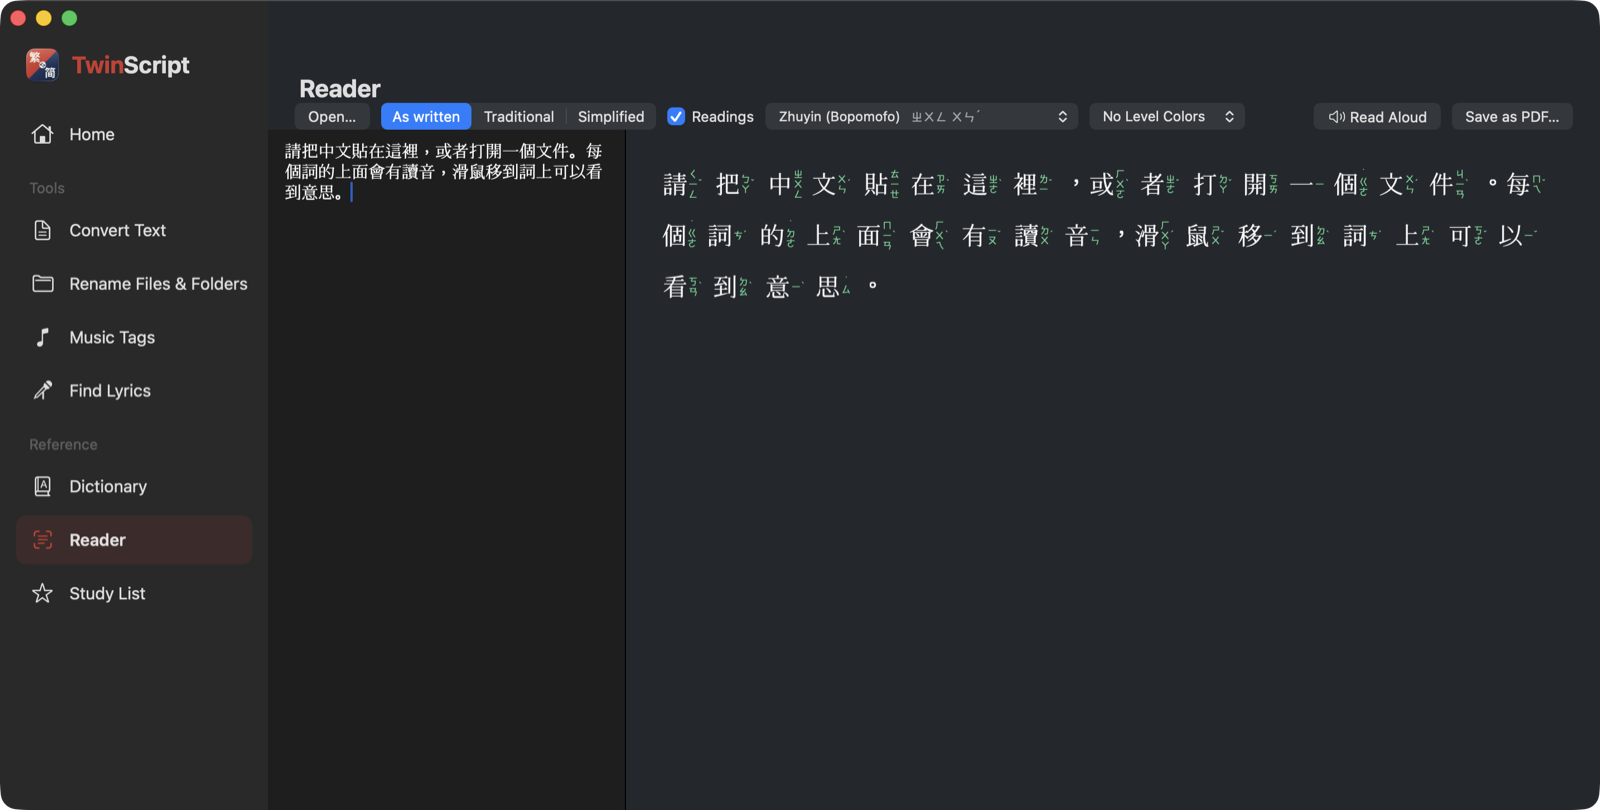 繁
简
TwinScript
Home
Tools
Convert Text
Rename Files & Folders
Music Tags
Find Lyrics
Reference
Dictionary
Reader
Study List
Reader
Open...
As written
Traditional
Simplified
Readings
Zhuyin (Bopomofo) ㄓㄨㄥ ㄨㄣˊ
No Level Colors
Read Aloud
Save as PDF...
請把中文貼在這裡，或者打開一個文件。每
個詞的上面會有讀音，滑鼠移到詞上可以看
到意思。
請 把 中 文 貼 在 這 裡 ，或 者 打 開 一 個 文 件 。每
個 詞 的 上 面 會 有 讀 音 ，滑 鼠 移 到 詞 上 可 以
看 到 意 思 。